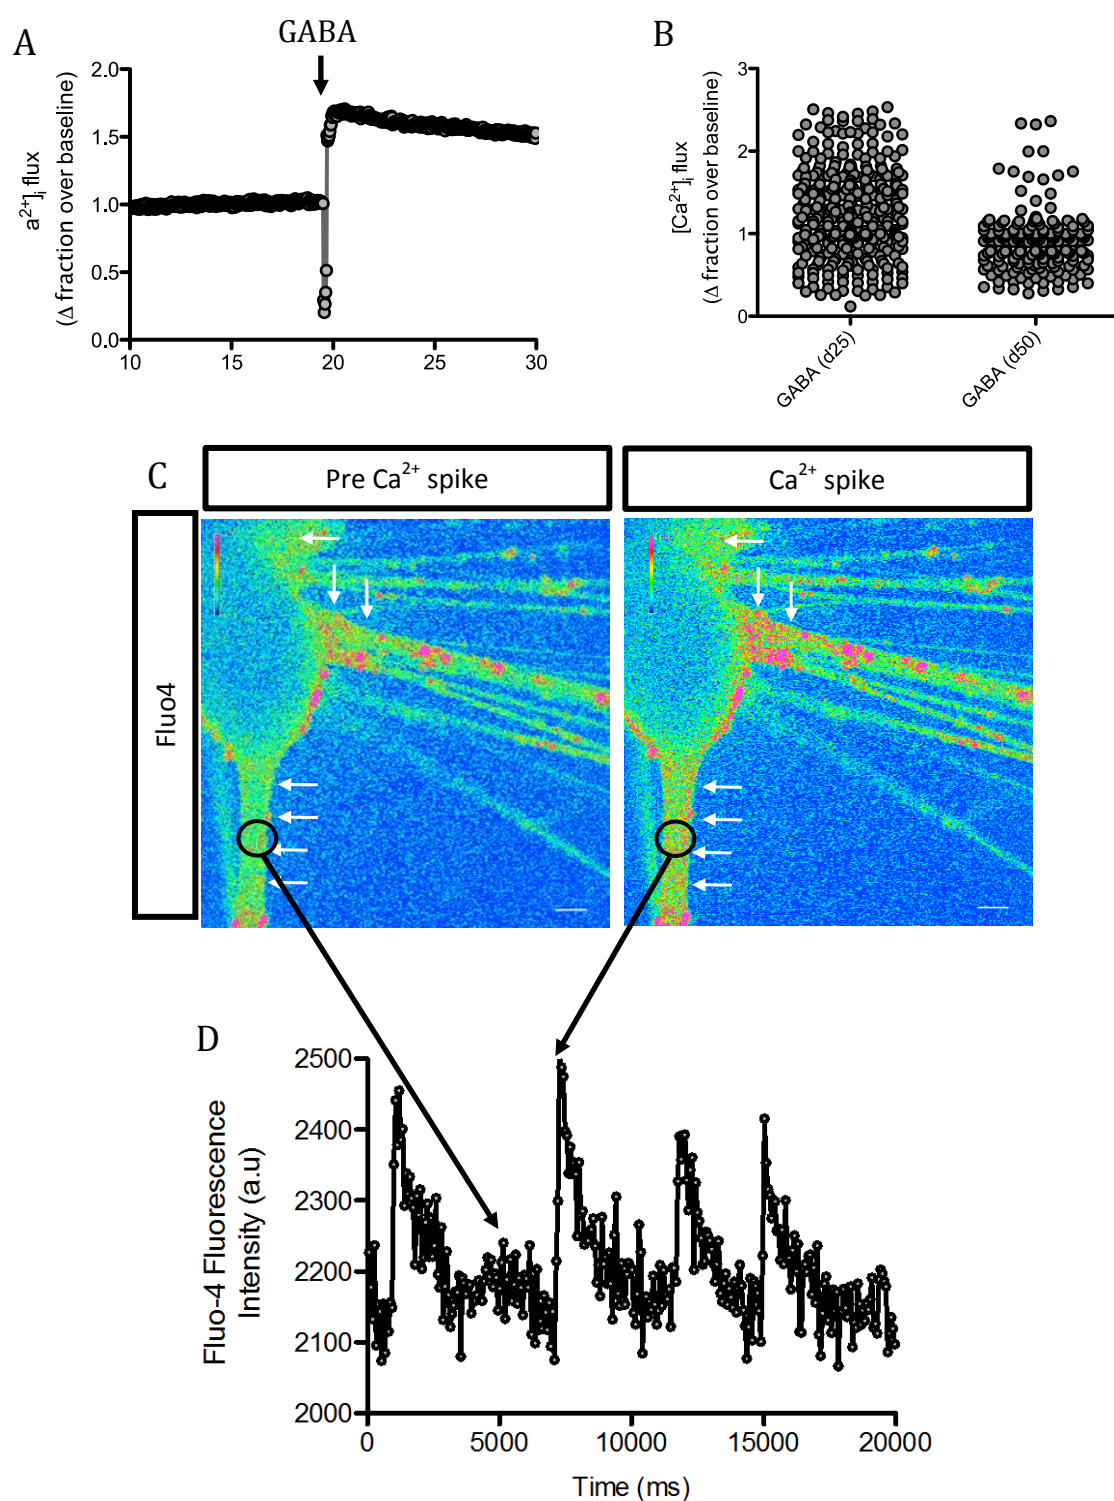 A
GABA
a²⁺]ᵢ flux
(Δ fraction over baseline)
2.0
1.5
1.0
0.5
0.0
10
15
20
25
30
B
[Ca²⁺]ᵢ flux
(Δ fraction over baseline)
3
2
1
0
GABA (d25)
GABA (d50)
C
Pre Ca²⁺ spike
Ca²⁺ spike
Fluo4
D
Fluo-4 Fluorescence
Intensity (a.u)
2500
2400
2300
2200
2100
2000
0
5000
10000
15000
20000
Time (ms)